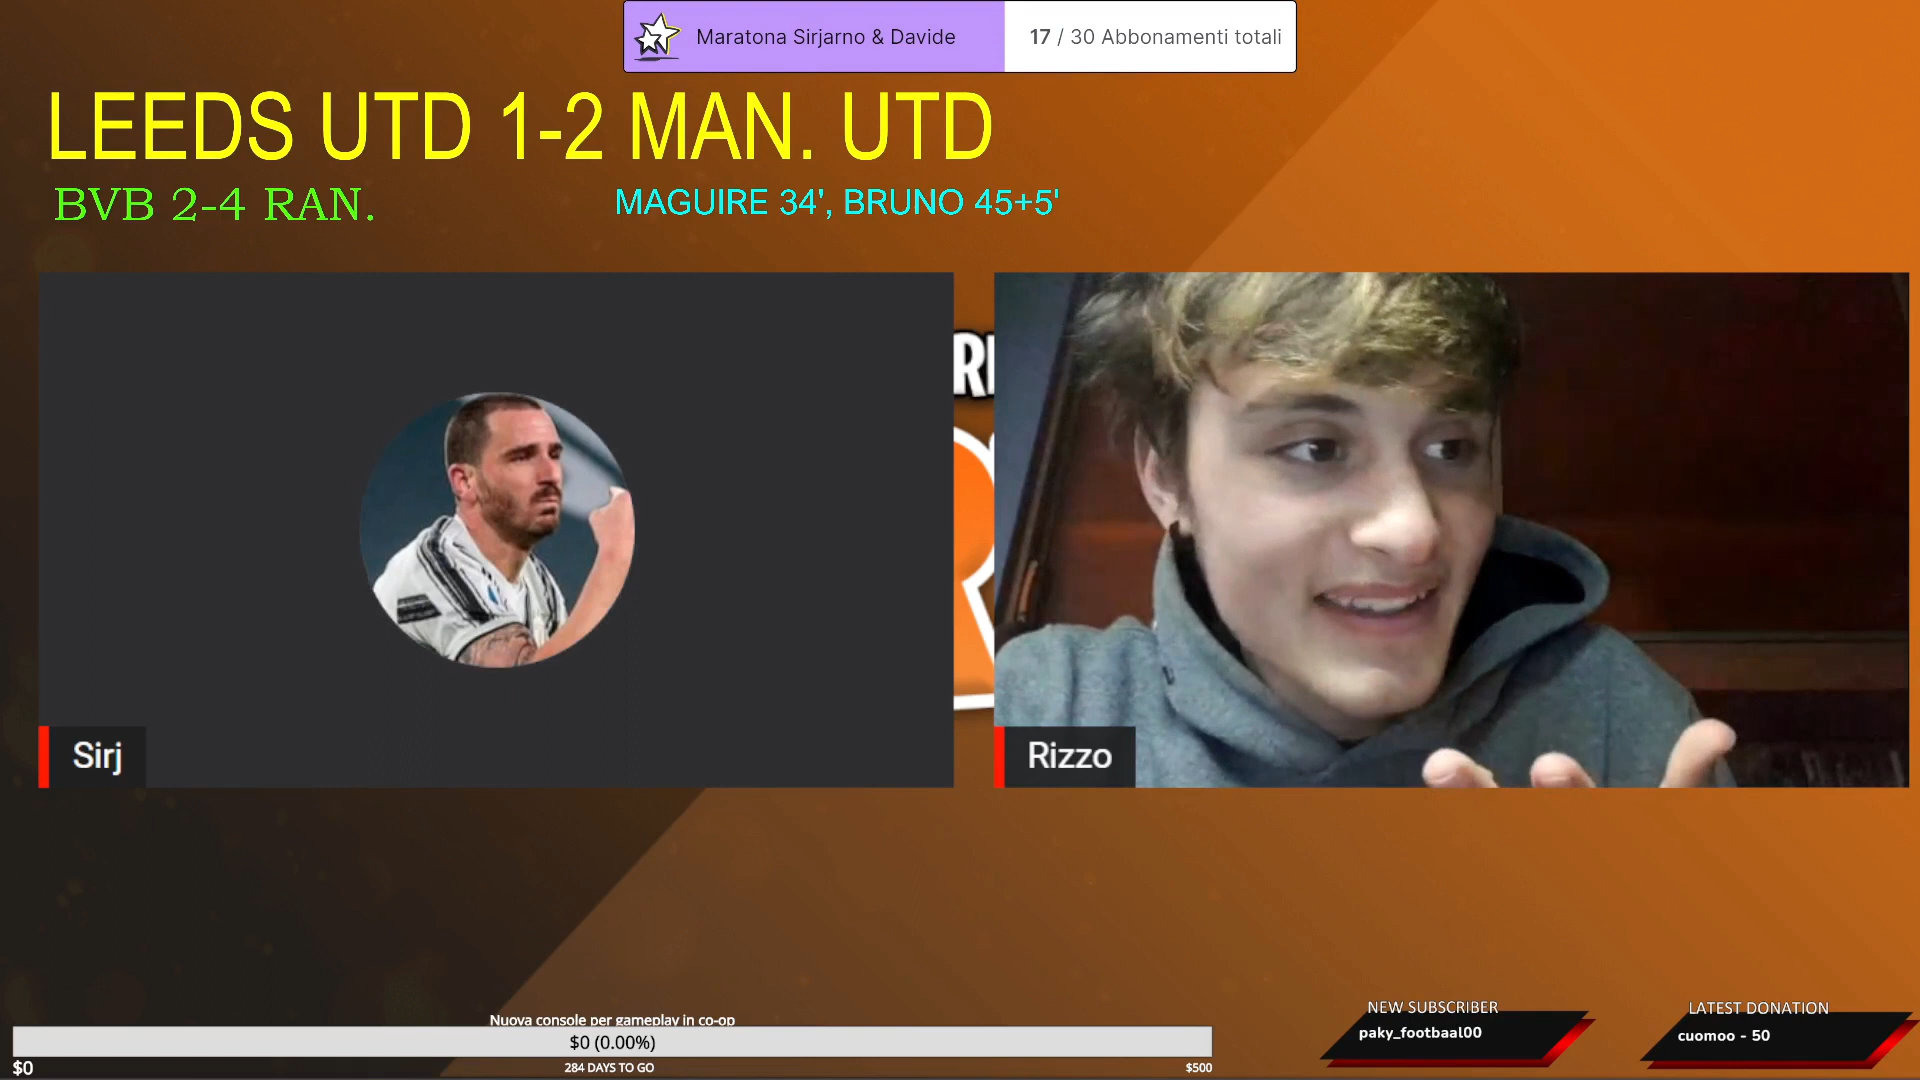 Maratona Sirjarno & Davide
17 / 30 Abbonamenti totali
LEEDS UTD 1-2 MAN. UTD
BVB 2-4 RAN.
MAGUIRE 34', BRUNO 45+5'
Sirj
Rizzo
Nuova console per gameplay in co-op
$0 (0.00%)
$0
284 DAYS TO GO
$500
NEW SUBSCRIBER
paky_footbaal00
LATEST DONATION
cuomoo - 50